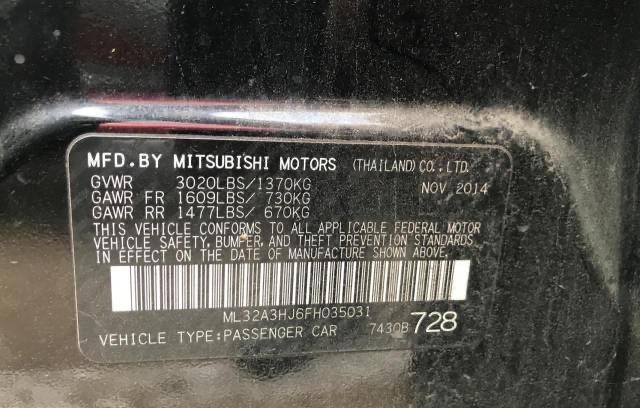 MFD. BY MITSUBISHI MOTORS (THAILAND) CO., LTD.
GVWR 3020LBS/1370KG NOV 2014
GAWR FR 1609LBS/ 730KG
GAWR RR 1477LBS/ 670KG
THIS VEHICLE CONFORMS TO ALL APPLICABLE FEDERAL MOTOR
VEHICLE SAFETY, BUMPER, AND THEFT PREVENTION STANDARDS
IN EFFECT ON THE DATE OF MANUFACTURE SHOWN ABOVE.
ML32A3HJ6FH035031
VEHICLE TYPE:PASSENGER CAR 7430B 728